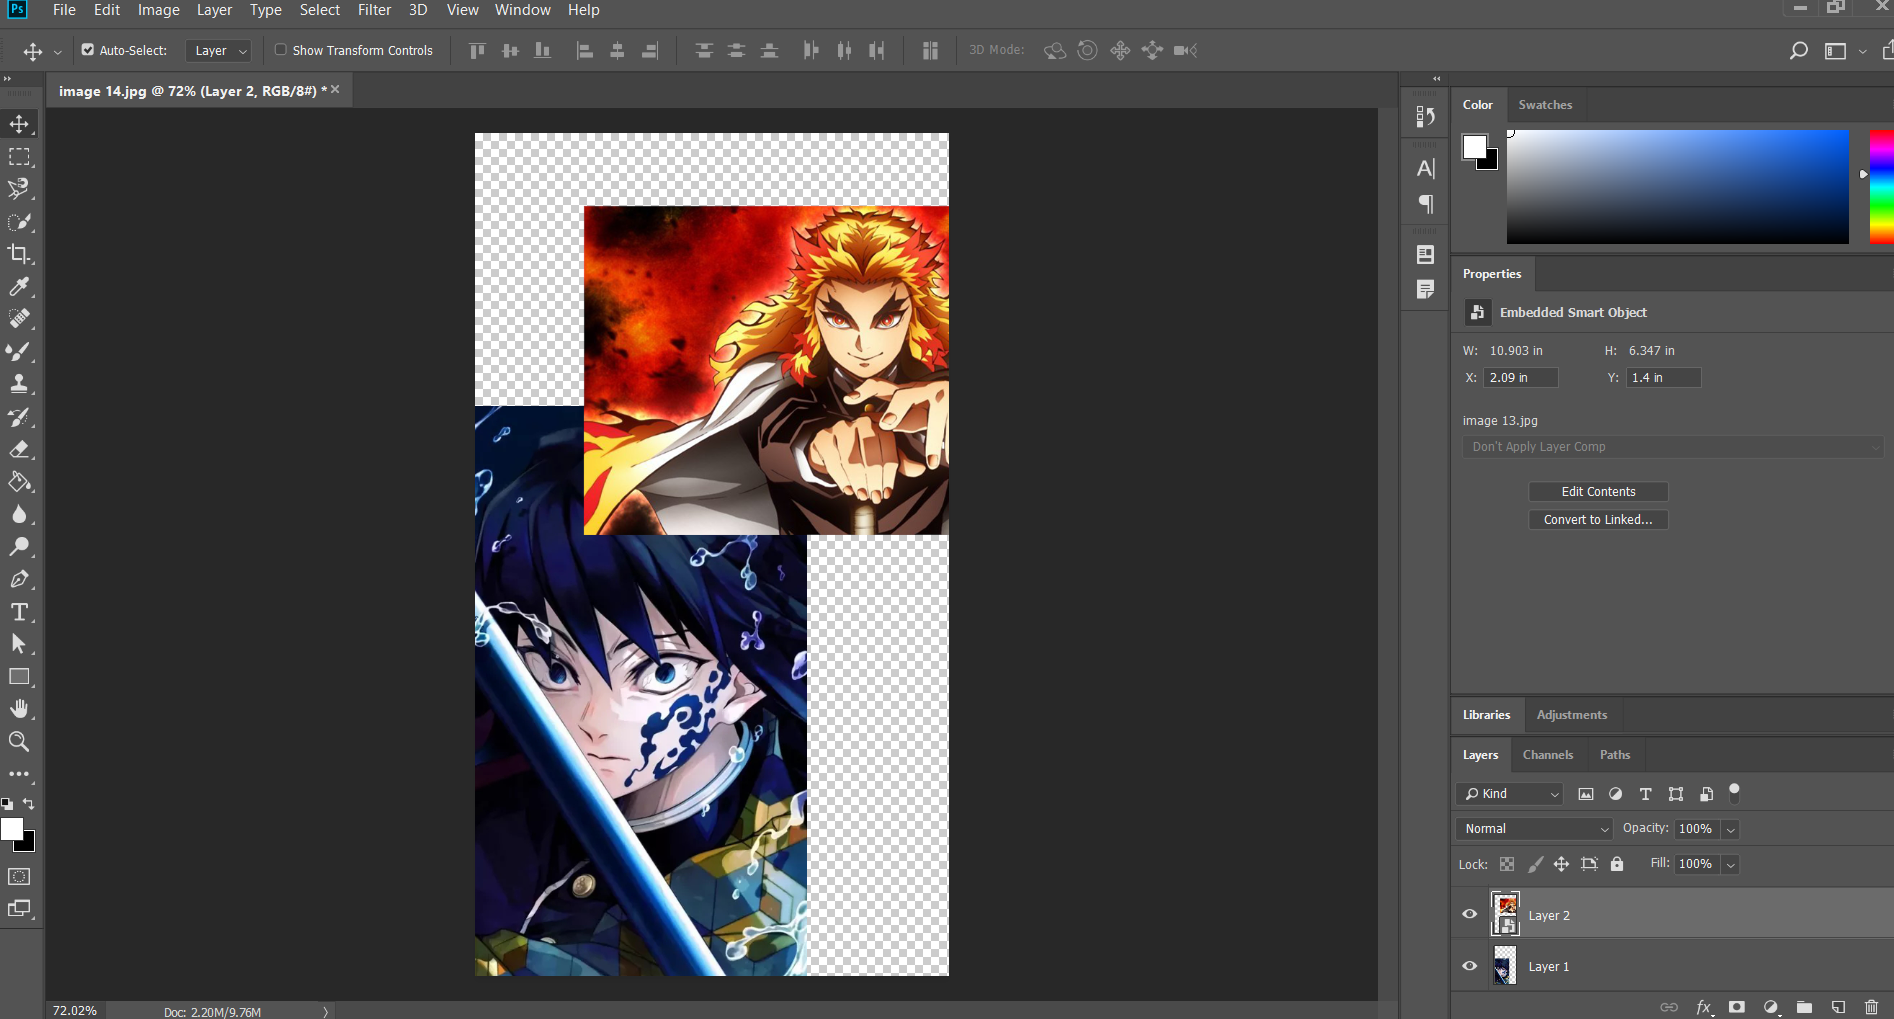 Ps File Edit Image Layer Type Select Filter 3D View Window Help
Auto-Select: Layer Show Transform Controls 3D Mode:
image 14.jpg @ 72% (Layer 2, RGB/8#) *
Color Swatches
Properties
Embedded Smart Object
W: 10.903 in H: 6.347 in
X: 2.09 in Y: 1.4 in
image 13.jpg
Don't Apply Layer Comp
Edit Contents
Convert to Linked...
Libraries Adjustments
Layers Channels Paths
Kind
Normal Opacity: 100%
Lock: Fill: 100%
Layer 2
Layer 1
fx
72.02% Doc: 2.20M/9.76M